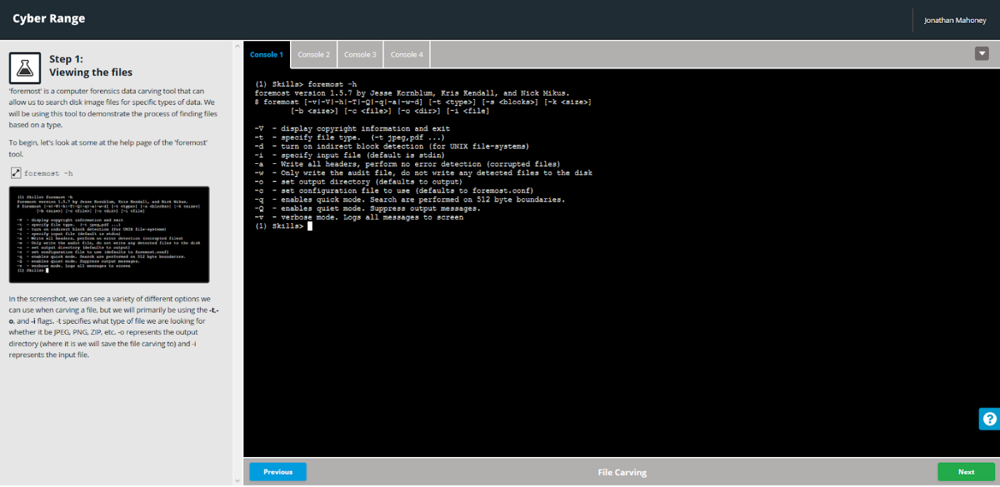 Cyber Range
Jonathan Mahoney
Step 1:
Viewing the files
'foremost' is a computer forensics data carving tool that can
allow us to search disk image files for specific types of data. We
will be using this tool to demonstrate the process of finding files
based on a type.
To begin, let's look at some at the help page of the 'foremost'
tool.
foremost -h
(1) Skills> foremost -h
foremost version 1.5.7 by Jesse Kornblum, Kris Kendall, and Nick Mikus.
$ foremost [-v|-V|-h|-T|-Q|-q|-a|-w-d] [-t <type>] [-s <blocks>] [-k <size>]
[-b <size>] [-c <file>] [-o <dir>] [-i <file]
-V - display copyright information and exit
-t - specify file type. (-t jpeg,pdf ...)
-d - turn on indirect block detection (for UNIX file-systems)
-i - specify input file (default is stdin)
-a - Write all headers, perform no error detection (corrupted files)
-w - Only write the audit file, do not write any detected files to the disk
-o - set output directory (defaults to output)
-c - set configuration file to use (defaults to foremost.conf)
-q - enables quick mode. Search are performed on 512 byte boundaries.
-Q - enables quiet mode. Suppress output messages.
-v - verbose mode. Logs all messages to screen
(1) Skills>
In the screenshot, we can see a variety of different options we
can use when carving a file, but we will primarily be using the -t,-
o, and -i flags. -t specifies what type of file we are looking for
whether it be JPEG, PNG, ZIP, etc. -o represents the output
directory (where it is we will save the file carving to) and -i
represents the input file.
Console 1
Console 2
Console 3
Console 4
(1) Skills> foremost -h
foremost version 1.5.7 by Jesse Kornblum, Kris Kendall, and Nick Mikus.
$ foremost [-v|-V|-h|-T|-Q|-q|-a|-w-d] [-t <type>] [-s <blocks>] [-k <size>]
[-b <size>] [-c <file>] [-o <dir>] [-i <file]
-V - display copyright information and exit
-t - specify file type. (-t jpeg,pdf ...)
-d - turn on indirect block detection (for UNIX file-systems)
-i - specify input file (default is stdin)
-a - Write all headers, perform no error detection (corrupted files)
-w - Only write the audit file, do not write any detected files to the disk
-o - set output directory (defaults to output)
-c - set configuration file to use (defaults to foremost.conf)
-q - enables quick mode. Search are performed on 512 byte boundaries.
-Q - enables quiet mode. Suppress output messages.
-v - verbose mode. Logs all messages to screen
(1) Skills>
?
Previous
File Carving
Next